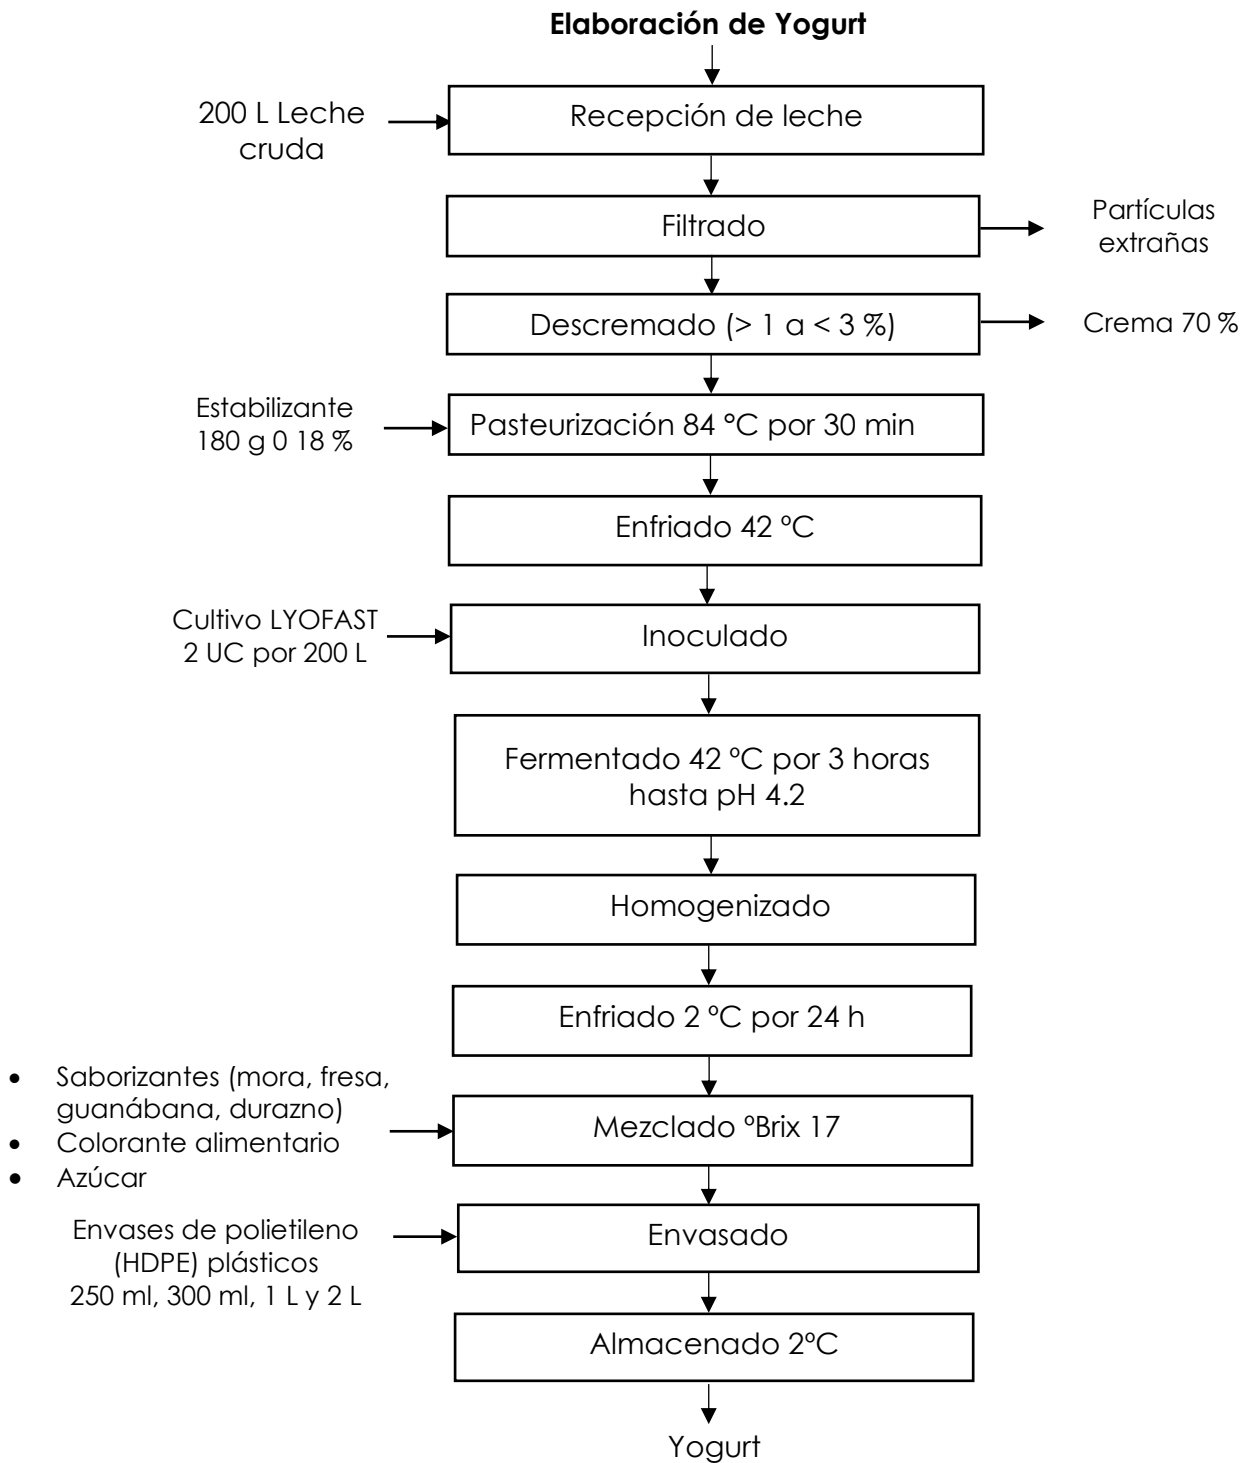 Elaboración de Yogurt
200 L Leche
cruda
Recepción de leche
Filtrado
Partículas
extrañas
Descremado (> 1 a < 3 %)
Crema 70 %
Estabilizante
180 g 0 18 %
Pasteurización 84 °C por 30 min
Enfriado 42 ºC
Cultivo LYOFAST
2 UC por 200 L
Inoculado
Fermentado 42 ºC por 3 horas
hasta pH 4.2
Homogenizado
Enfriado 2 ºC por 24 h
• Saborizantes (mora, fresa,
guanábana, durazno)
• Colorante alimentario
• Azúcar
Mezclado ºBrix 17
Envases de polietileno
(HDPE) plásticos
250 ml, 300 ml, 1 L y 2 L
Envasado
Almacenado 2ºC
Yogurt